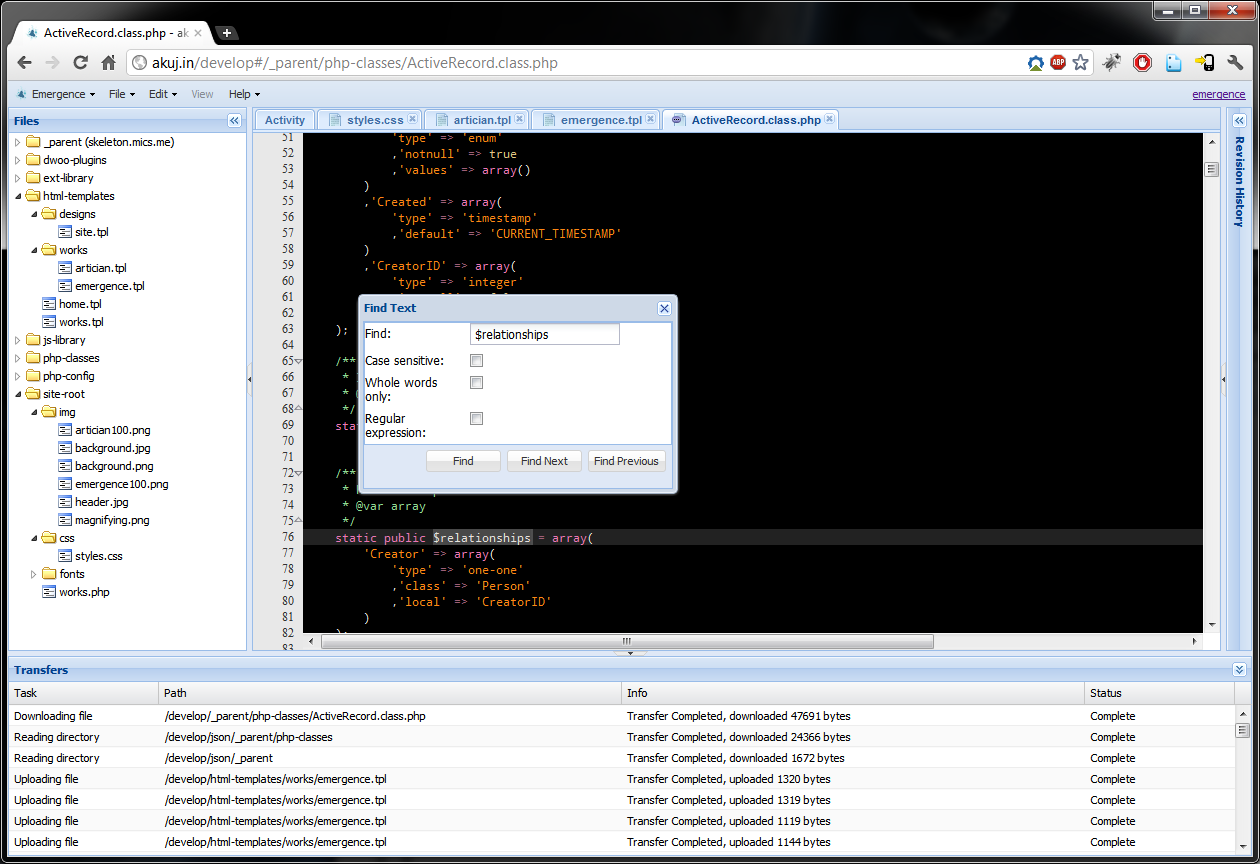 ActiveRecord.class.php - ak
akuj.in/develop#/_parent/php-classes/ActiveRecord.class.php
ABP
Emergence File Edit View Help emergence
Files
_parent (skeleton.mics.me)
dwoo-plugins
ext-library
html-templates
designs
site.tpl
works
artician.tpl
emergence.tpl
home.tpl
works.tpl
js-library
php-classes
php-config
site-root
img
artician100.png
background.jpg
background.png
emergence100.png
header.jpg
magnifying.png
css
styles.css
fonts
works.php
Activity styles.css artician.tpl emergence.tpl ActiveRecord.class.php
51 'type' => 'enum'
52 ,'notnull' => true
53 ,'values' => array()
54 )
55 ,'Created' => array(
56 'type' => 'timestamp'
57 ,'default' => 'CURRENT_TIMESTAMP'
58 )
59 ,'CreatorID' => array(
60 'type' => 'integer'
61
62
63 );
64
65 /**
66 *
67 *
68 */
69 sta
70
71
72 /**
73 *
74 * @var array
75 */
76 static public $relationships = array(
77 'Creator' => array(
78 'type' => 'one-one'
79 ,'class' => 'Person'
80 ,'local' => 'CreatorID'
81 )
82 );
83
Find Text
Find: $relationships
Case sensitive:
Whole words
only:
Regular
expression:
Find Find Next Find Previous
Revision History
Transfers
Task Path Info Status
Downloading file /develop/_parent/php-classes/ActiveRecord.class.php Transfer Completed, downloaded 47691 bytes Complete
Reading directory /develop/json/_parent/php-classes Transfer Completed, downloaded 24366 bytes Complete
Reading directory /develop/json/_parent Transfer Completed, downloaded 1672 bytes Complete
Uploading file /develop/html-templates/works/emergence.tpl Transfer Completed, uploaded 1320 bytes Complete
Uploading file /develop/html-templates/works/emergence.tpl Transfer Completed, uploaded 1319 bytes Complete
Uploading file /develop/html-templates/works/emergence.tpl Transfer Completed, uploaded 1119 bytes Complete
Uploading file /develop/html-templates/works/emergence.tpl Transfer Completed, uploaded 1144 bytes Complete